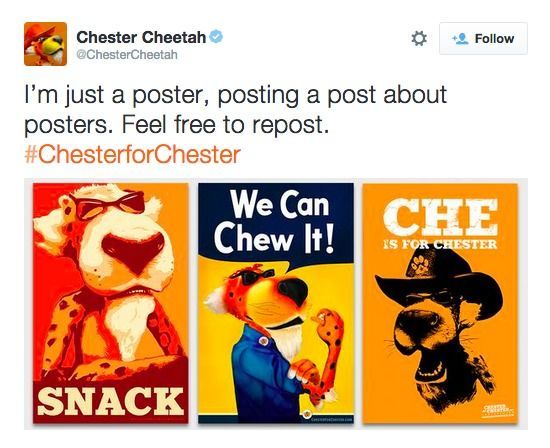 Chester Cheetah
@ChesterCheetah
Follow
I'm just a poster, posting a post about
posters. Feel free to repost.
#ChesterforChester
SNACK
We Can
Chew It!
CHE
IS FOR CHESTER